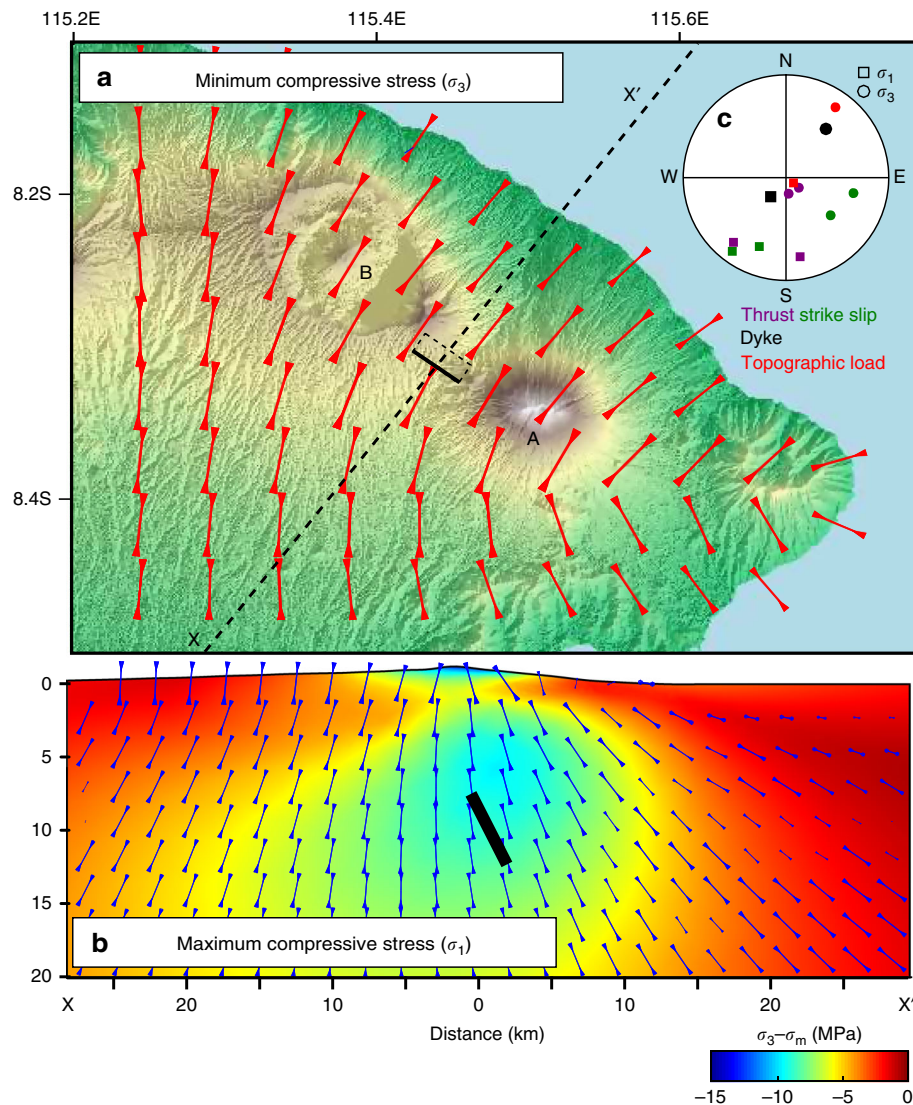 115.2E 115.4E 115.6E
a Minimum compressive stress (σ3)
X′
N
σ1
σ3
c
8.2S
W E
B
S
Thrust strike slip
Dyke
Topographic load
A
8.4S
X
0
5
10
15
b Maximum compressive stress (σ1)
20
X 20 10 0 10 20 X′
Distance (km)
σ3–σm (MPa)
−15 −10 −5 0